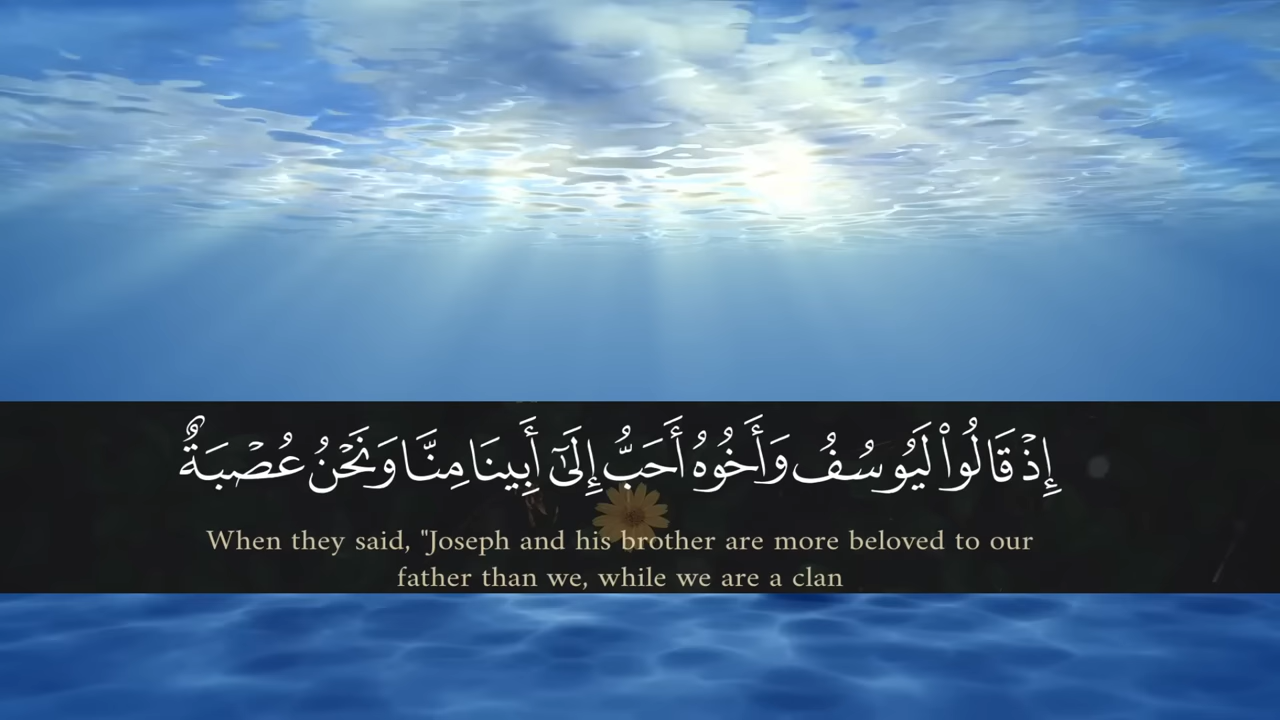 إِذْ قَالُوا۟ لَيُوسُفُ وَأَخُوهُ أَحَبُّ إِلَىٰٓ أَبِينَا مِنَّا وَنَحْنُ عُصْبَةٌ
When they said, "Joseph and his brother are more beloved to our
father than we, while we are a clan